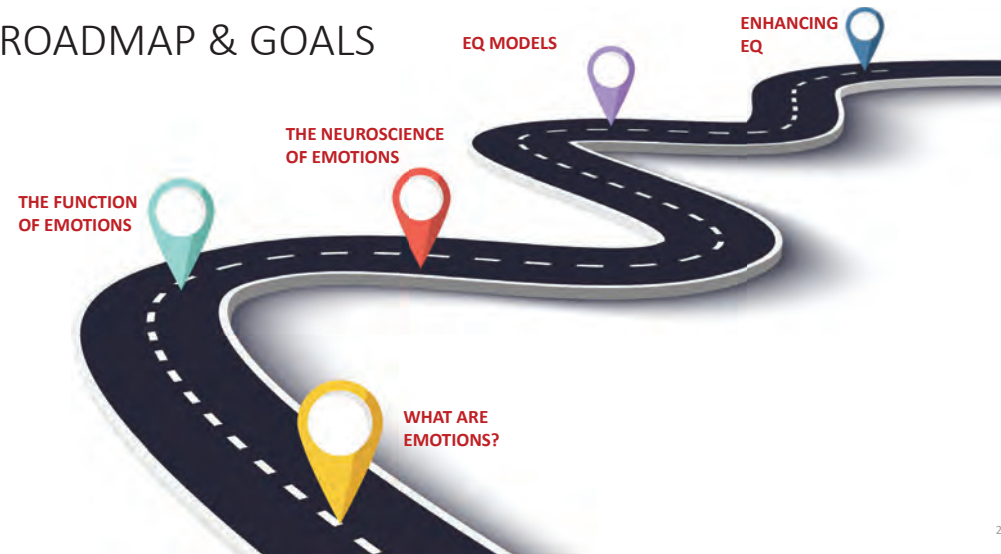 ROADMAP & GOALS
EQ MODELS
ENHANCING
EQ
THE NEUROSCIENCE
OF EMOTIONS
THE FUNCTION
OF EMOTIONS
WHAT ARE
EMOTIONS?
2